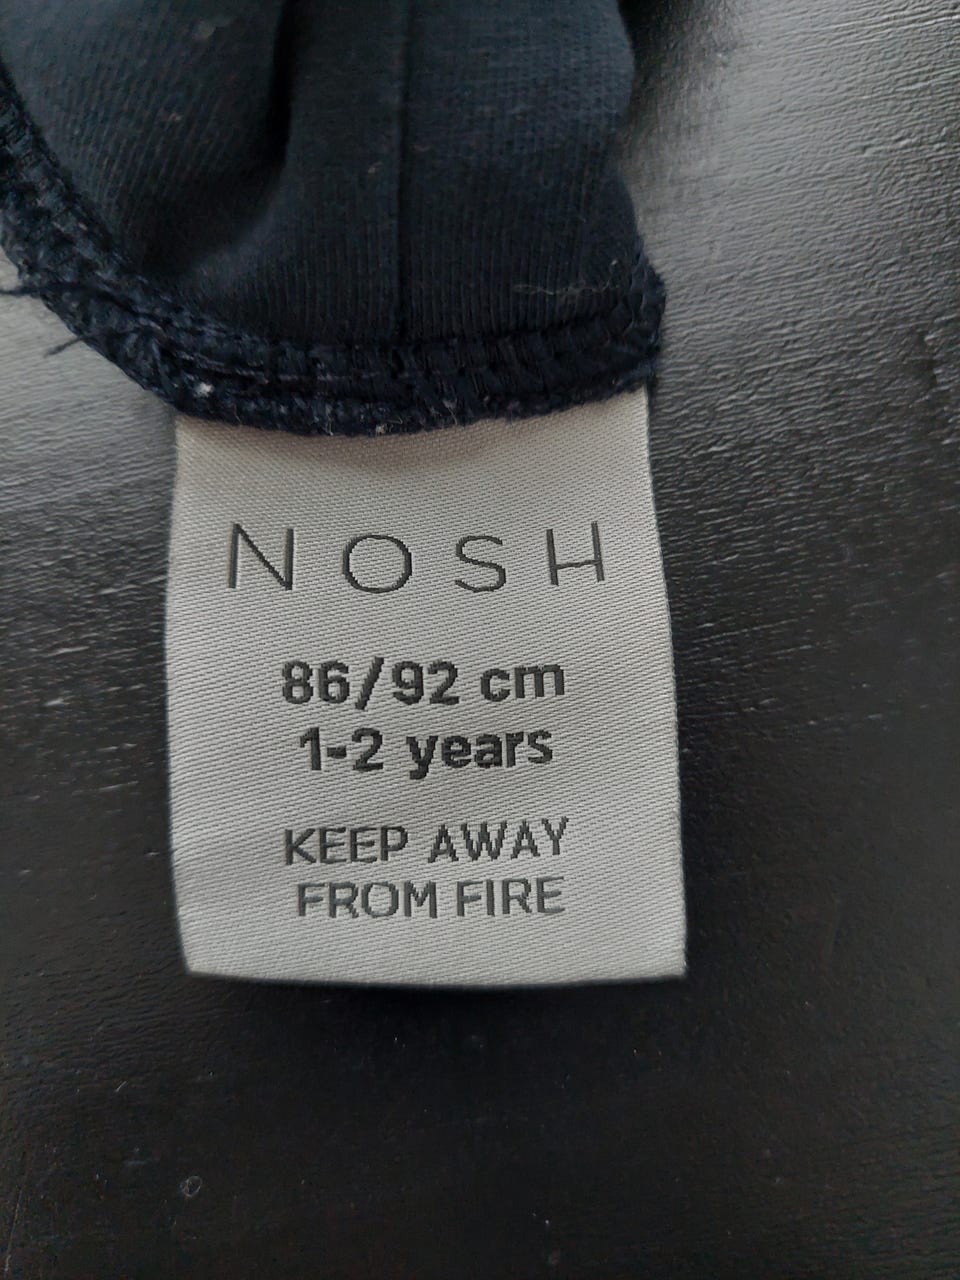 NOSH
86/92 cm
1-2 years
KEEP AWAY
FROM FIRE